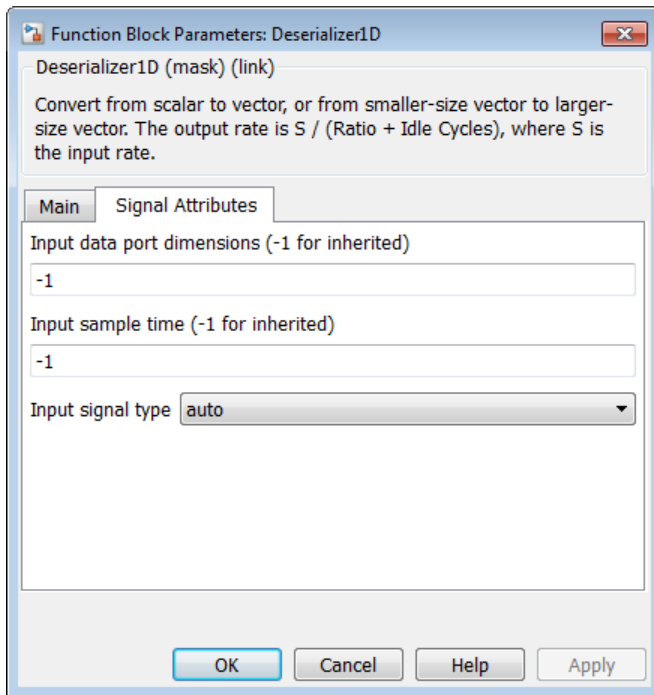 Function Block Parameters: Deserializer1D
Deserializer1D (mask) (link)
Convert from scalar to vector, or from smaller-size vector to larger-
size vector. The output rate is S / (Ratio + Idle Cycles), where S is
the input rate.
Main Signal Attributes
Input data port dimensions (-1 for inherited)
-1
Input sample time (-1 for inherited)
-1
Input signal type auto
OK Cancel Help Apply